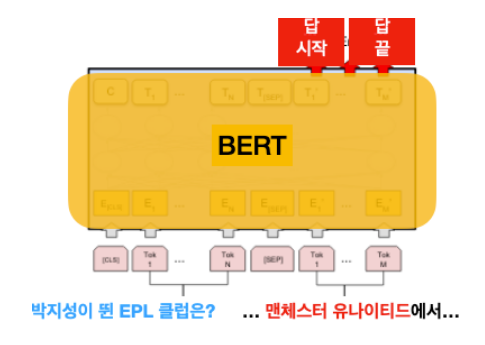 답 시작 답 끝
C T1 ... TN T[SEP] T1' ... TM'
BERT
E[CLS] E1 ... EN E[SEP] E1' ... EM'
[CLS] Tok 1 ... Tok N [SEP] Tok 1 ... Tok M
박지성이 뛴 EPL 클럽은? ... 맨체스터 유나이티드에서...